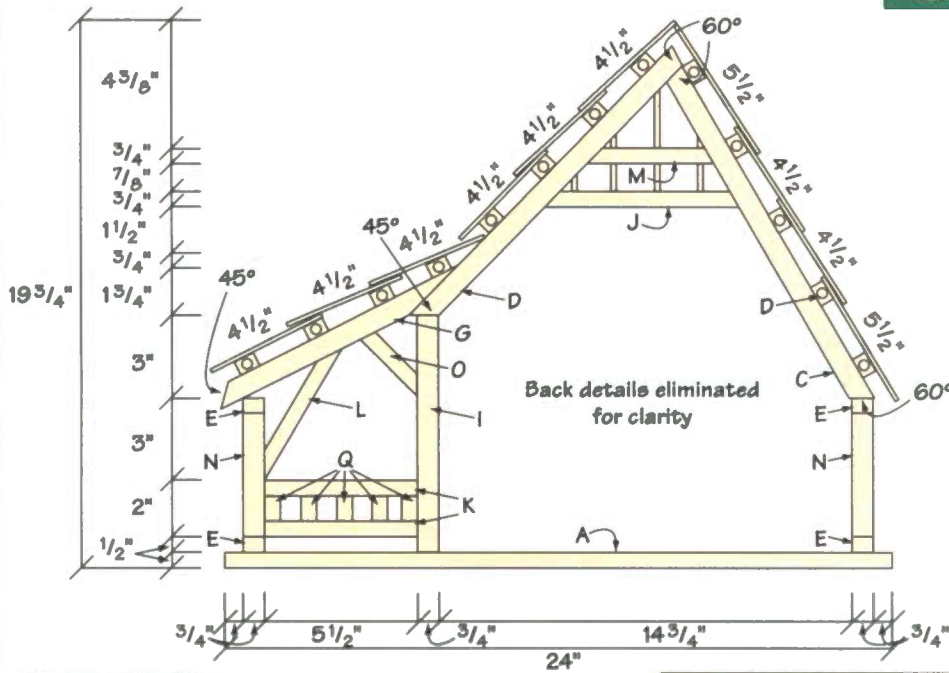 60°
4 1/2"
5 1/2"
4 3/8"
4 1/2"
4 1/2"
3/4"
7/8"
M
4 1/2"
3/4"
J
4 1/2"
1 1/2"
45°
4 1/2"
3/4"
45°
4 1/2"
19 3/4"
1 3/4"
D
D
4 1/2"
G
5 1/2"
3"
O
C
45°
L
I
Back details eliminated
for clarity
60°
E
E
N
N
3"
Q
K
2"
A
E
E
1/2"
3/4"
5 1/2"
3/4"
14 3/4"
3/4"
24"